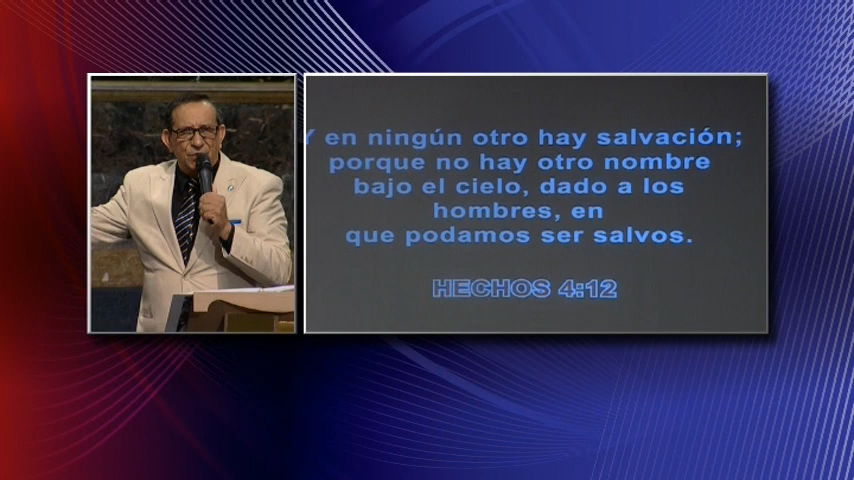 Y en ningún otro hay salvación;
porque no hay otro nombre
bajo el cielo, dado a los
hombres, en
que podamos ser salvos.
HECHOS 4:12